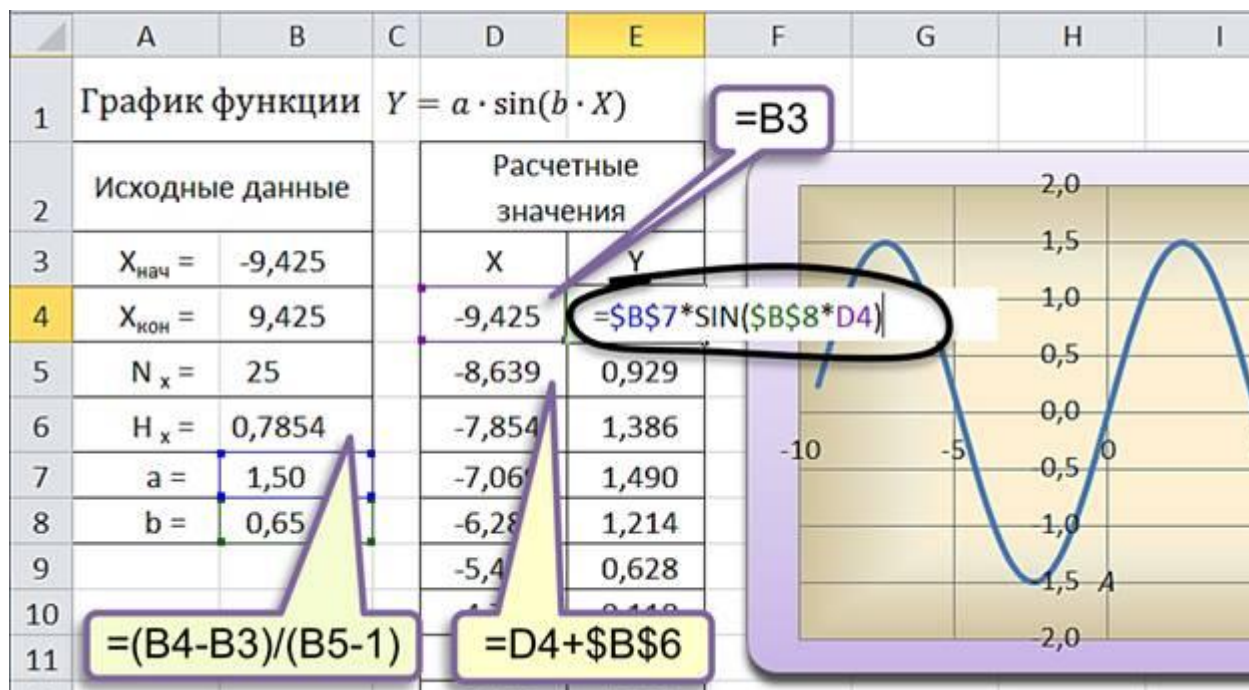 A B C D E F G H I
1 График функции Y = a · sin(b · X)
=B3
2 Исходные данные Расчетные значения
3 Xнач = -9,425 X Y
4 Xкон = 9,425 -9,425 =$B$7*SIN($B$8*D4)
5 N x = 25 -8,639 0,929
6 H x = 0,7854 -7,854 1,386
7 a = 1,50 1,490
8 b = 0,65 1,214
9 0,628
10
11
=(B4-B3)/(B5-1)
=D4+$B$6
2,0
1,5
1,0
0,5
0,0
-10 -5 0
-0,5
-1,0
-1,5 A
-2,0